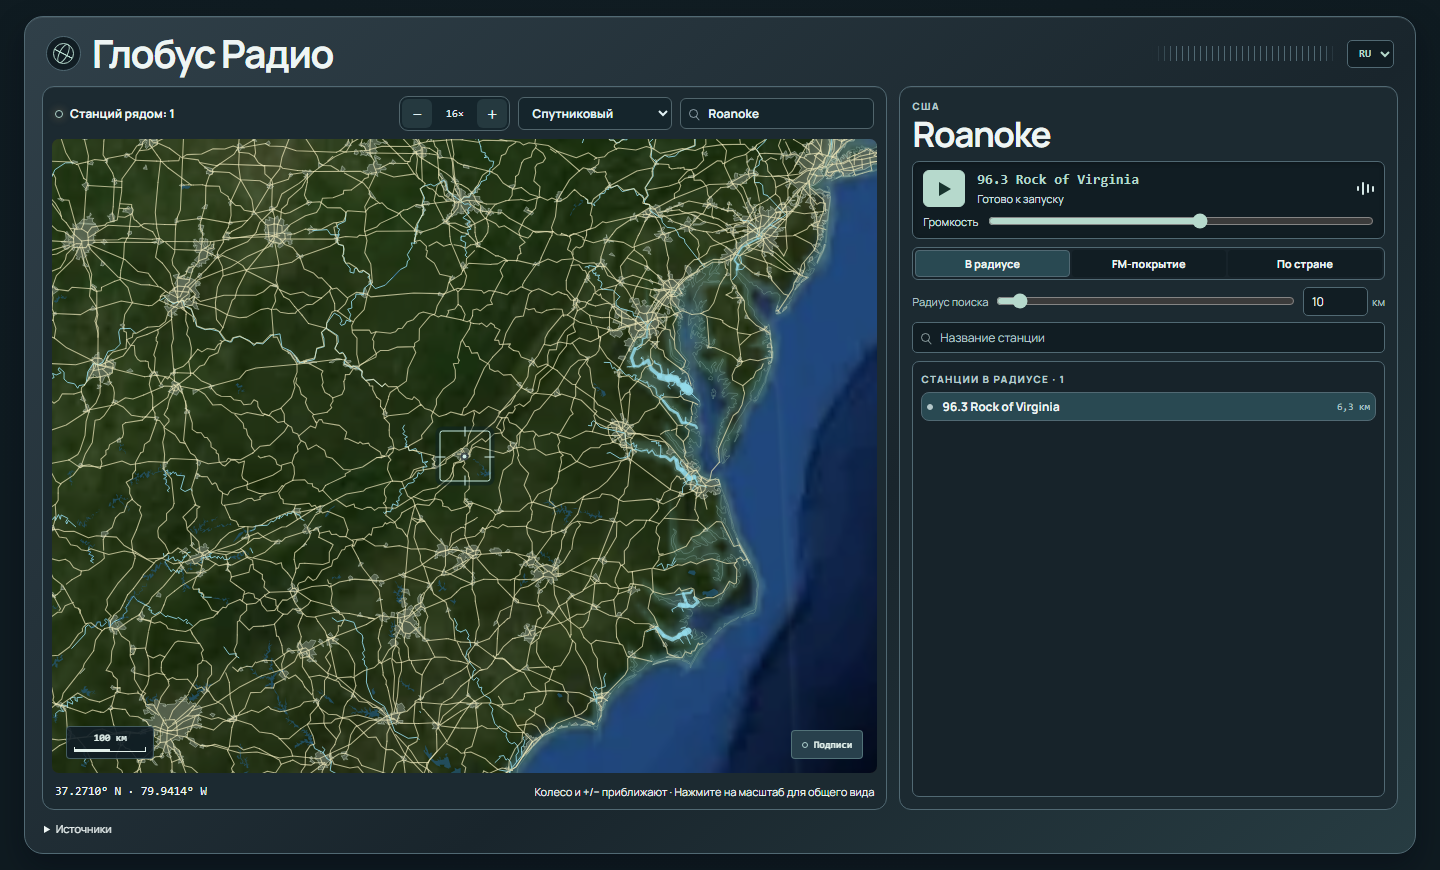 Глобус Радио
RU
Станций рядом: 1
− 16× +
Спутниковый
Roanoke
100 км
Подписи
37.2710° N · 79.9414° W
Колесо и +/− приближают · Нажмите на масштаб для общего вида
США
Roanoke
96.3 Rock of Virginia
Готово к запуску
Громкость
В радиусе
FM-покрытие
По стране
Радиус поиска
10 км
Название станции
СТАНЦИИ В РАДИУСЕ · 1
96.3 Rock of Virginia
6,3 км
Источники